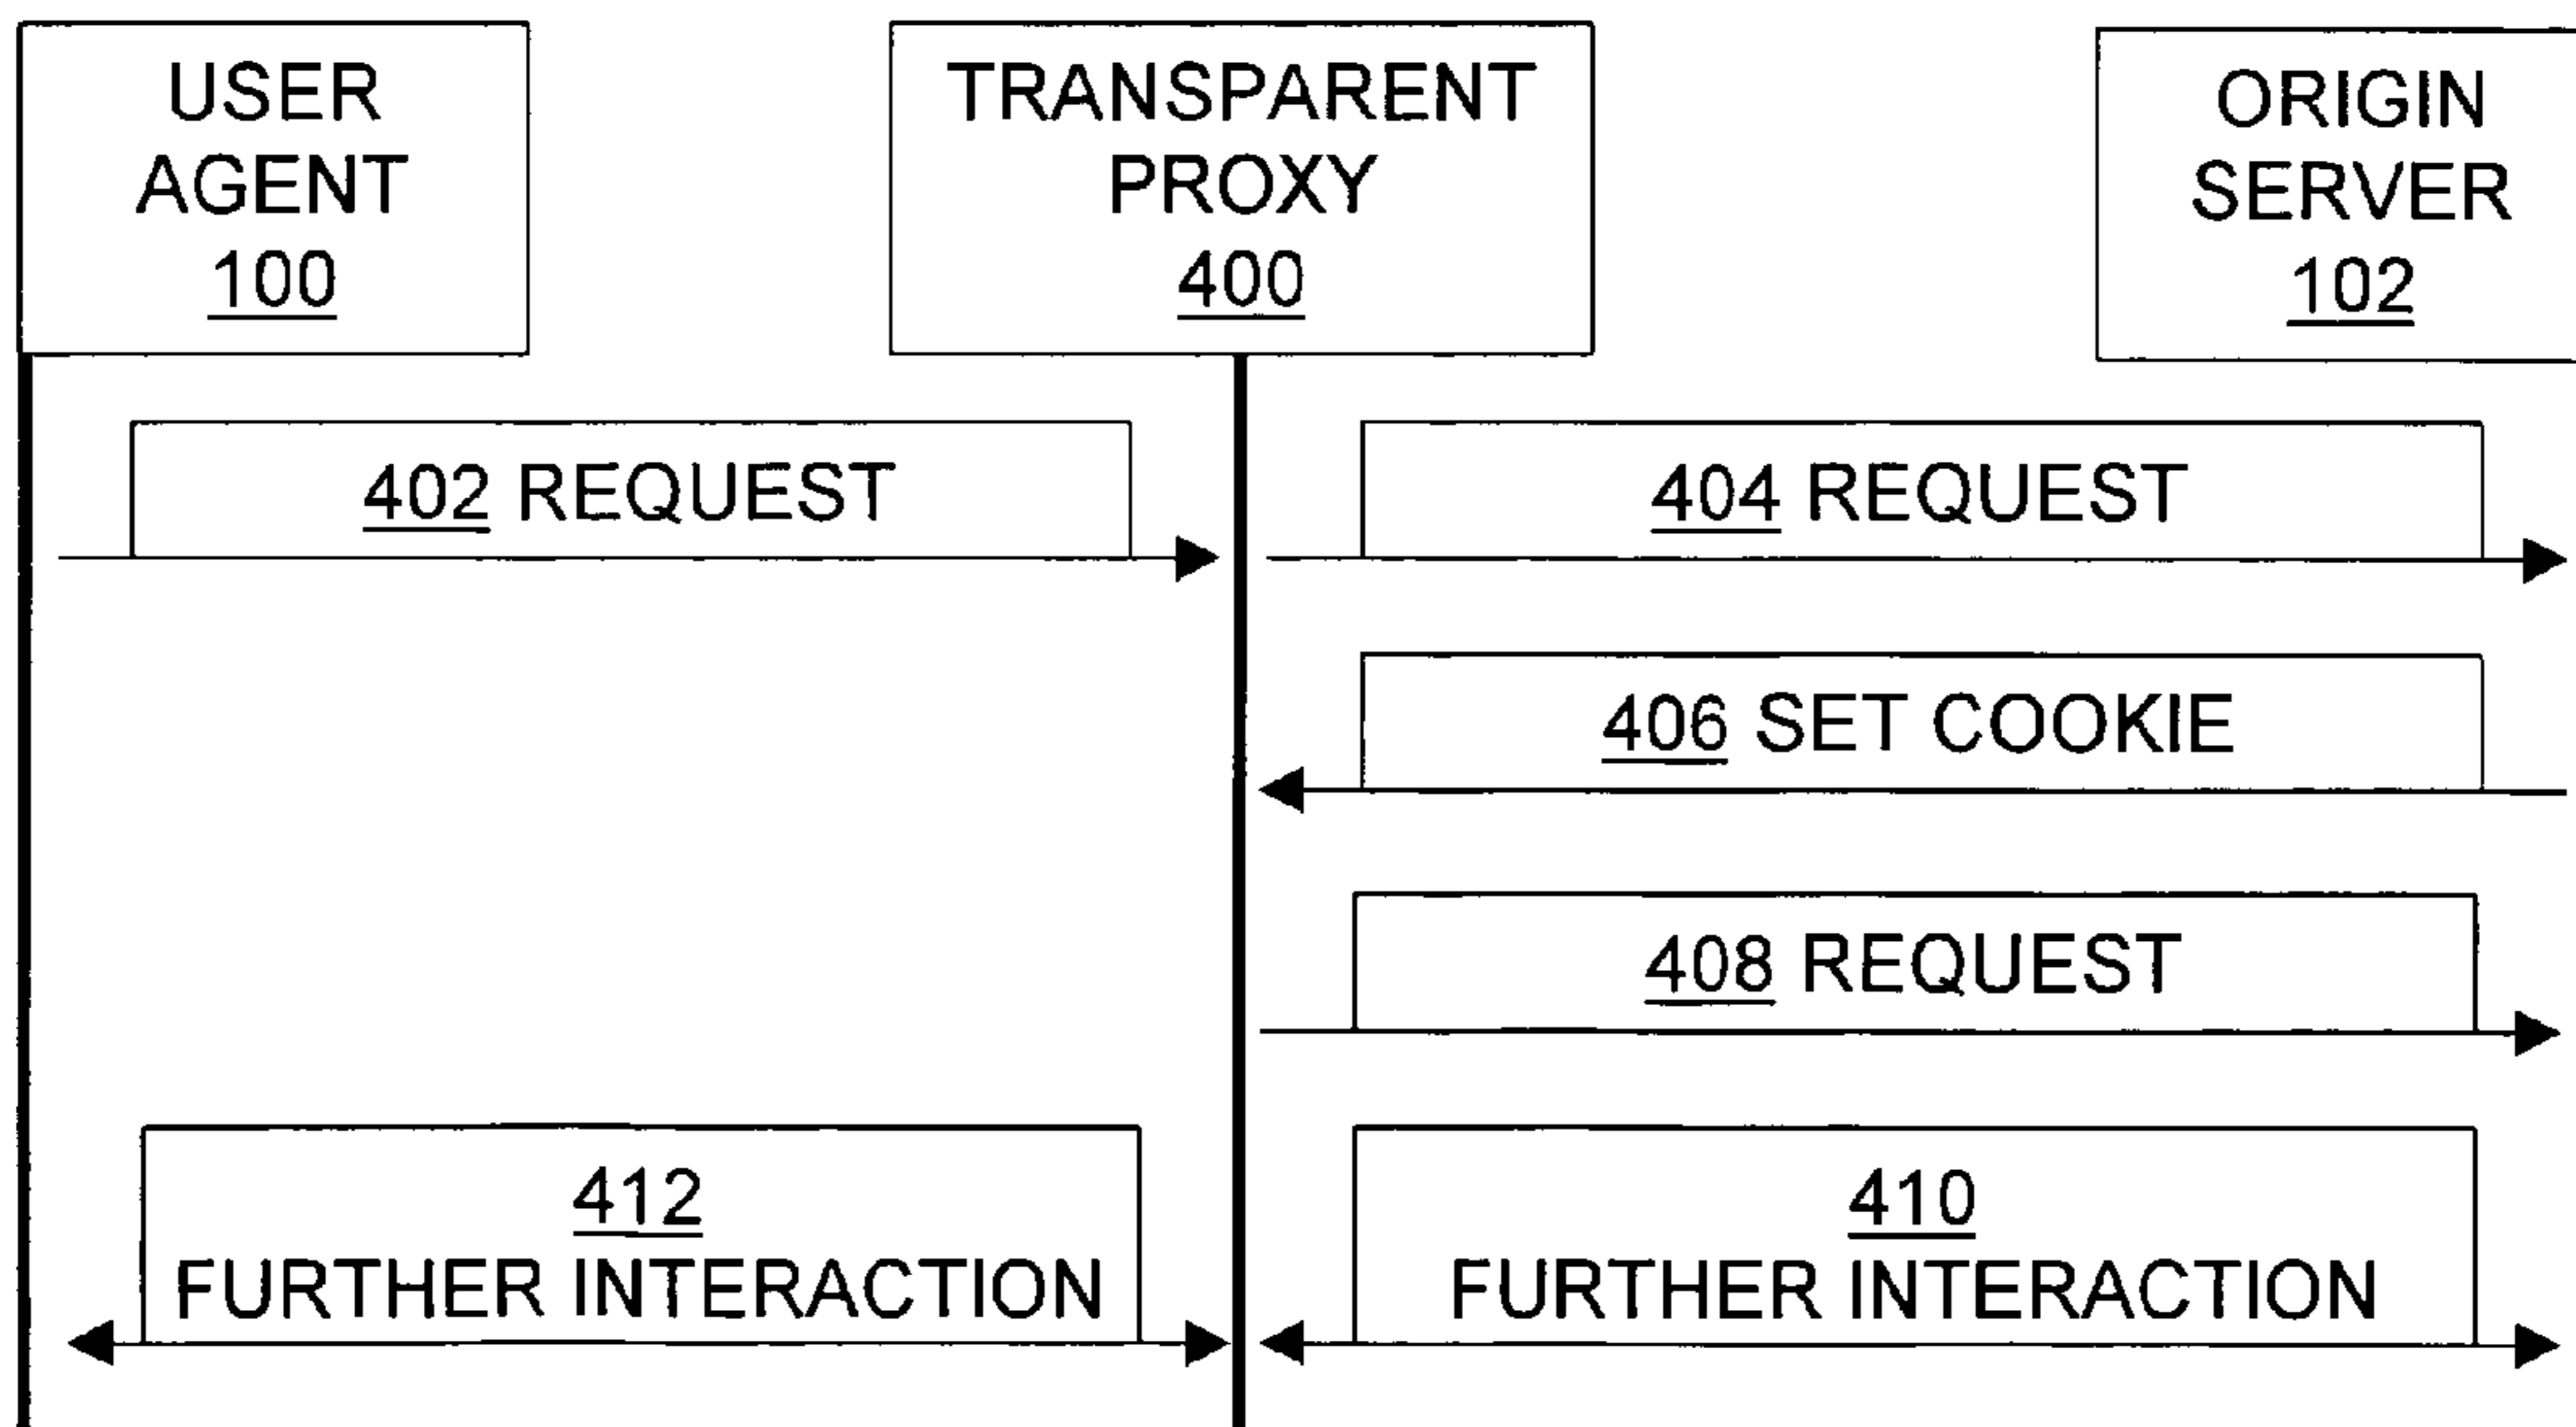 USER
AGENT
100
TRANSPARENT
PROXY
400
ORIGIN
SERVER
102
402 REQUEST
404 REQUEST
406 SET COOKIE
408 REQUEST
412
FURTHER INTERACTION
410
FURTHER INTERACTION